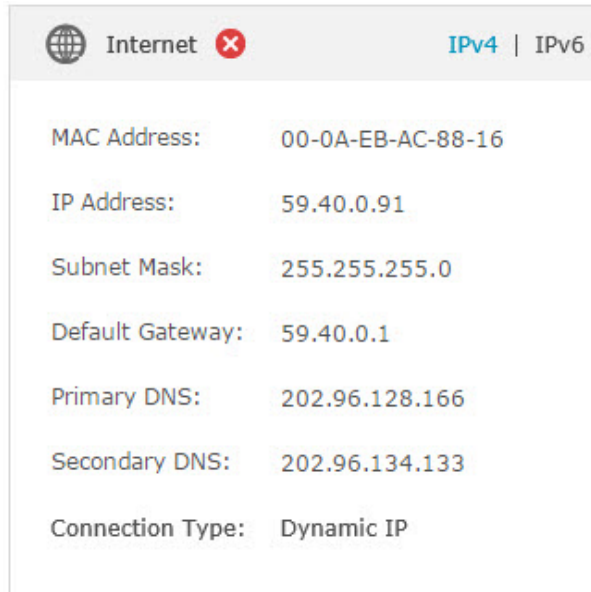 Internet IPv4 | IPv6
MAC Address: 00-0A-EB-AC-88-16
IP Address: 59.40.0.91
Subnet Mask: 255.255.255.0
Default Gateway: 59.40.0.1
Primary DNS: 202.96.128.166
Secondary DNS: 202.96.134.133
Connection Type: Dynamic IP